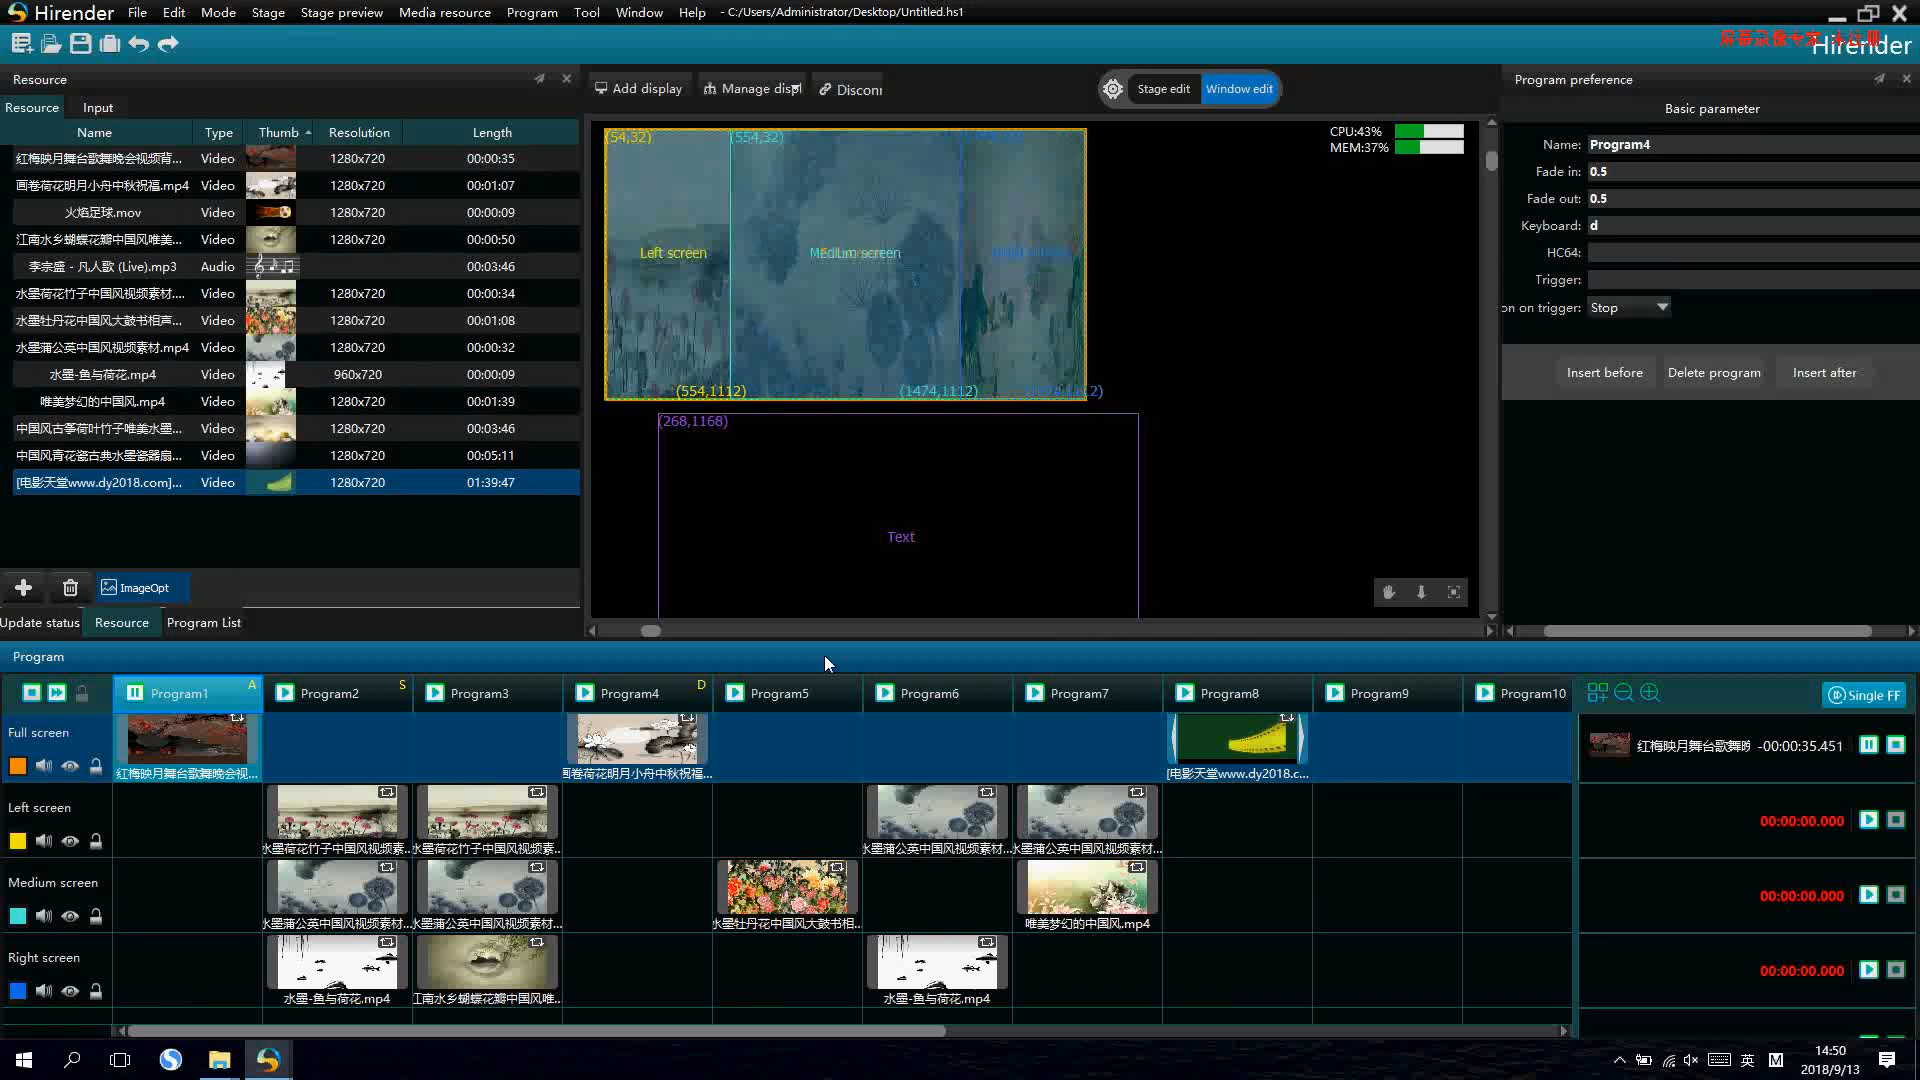 Hirender File Edit Mode Stage Stage preview Media resource Program Tool Window Help - C:/Users/Administrator/Desktop/Untitled.hs1
屏幕录像专家 未注册
Hirender
Resource
Resource Input
Name Type Thumb Resolution Length
红梅映月舞台歌舞晚会视频背... Video 1280x720 00:00:35
画卷荷花明月小舟中秋祝福.mp4 Video 1280x720 00:01:07
火焰足球.mov Video 1280x720 00:00:09
江南水乡蝴蝶花瓣中国风唯美... Video 1280x720 00:00:50
李宗盛 - 凡人歌 (Live).mp3 Audio 00:03:46
水墨荷花竹子中国风视频素材.... Video 1280x720 00:00:34
水墨牡丹花中国风大鼓书相声... Video 1280x720 00:01:08
水墨蒲公英中国风视频素材.mp4 Video 1280x720 00:00:32
水墨-鱼与荷花.mp4 Video 960x720 00:00:09
唯美梦幻的中国风.mp4 Video 1280x720 00:01:39
中国风古筝荷叶竹子唯美水墨... Video 1280x720 00:03:46
中国风青花瓷古典水墨瓷器扇... Video 1280x720 00:05:11
[电影天堂www.dy2018.com]... Video 1280x720 01:39:47
ImageOpt
Update status Resource Program List
Add display Manage displ Disconn
Stage edit Window edit
CPU:43%
MEM:37%
(54,32) (554,32)
Left screen Medium screen
(554,1112) (1474,1112)
(268,1168)
Text
Program preference
Basic parameter
Name: Program4
Fade in: 0.5
Fade out: 0.5
Keyboard: d
HC64:
Trigger:
on on trigger: Stop
Insert before Delete program Insert after
Program
Program1 A Program2 S Program3 Program4 D Program5 Program6 Program7 Program8 Program9 Program10 Single FF
Full screen
红梅映月舞台歌舞晚会视... 画卷荷花明月小舟中秋祝福... [电影天堂www.dy2018.c...
红梅映月舞台歌舞晚 -00:00:35.451
Left screen
水墨荷花竹子中国风视频素... 水墨荷花竹子中国风视频素... 水墨蒲公英中国风视频素材... 水墨蒲公英中国风视频素材...
00:00:00.000
Medium screen
水墨蒲公英中国风视频素材... 水墨蒲公英中国风视频素材... 水墨牡丹花中国风大鼓书相... 唯美梦幻的中国风.mp4
00:00:00.000
Right screen
水墨-鱼与荷花.mp4 江南水乡蝴蝶花瓣中国风唯... 水墨-鱼与荷花.mp4
00:00:00.000
英 M
14:50
2018/9/13